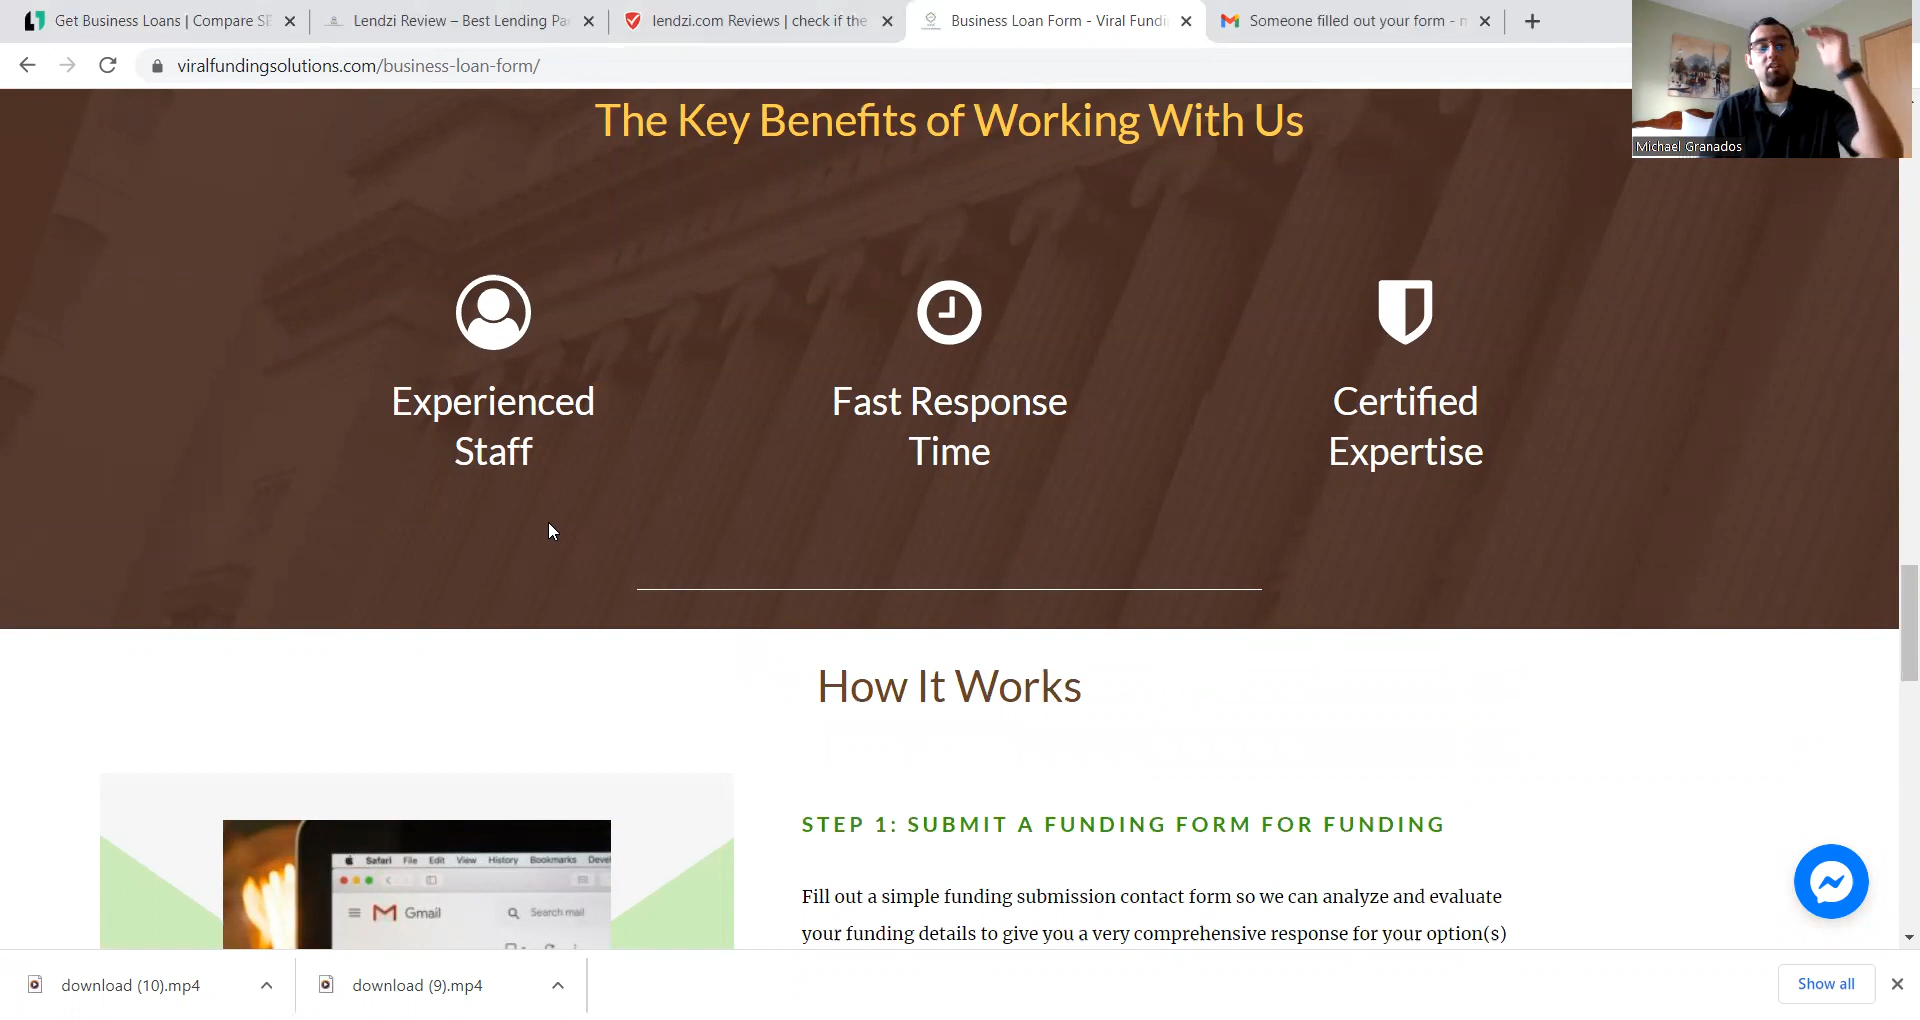 Get Business Loans | Compare
Lendzi Review – Best Lending
lendzi.com Reviews | check if the
Business Loan Form - Viral
Someone filled out your form -
viralfundingsolutions.com/business-loan-form/
Michael Granados
The Key Benefits of Working With Us
Experienced
Staff
Fast Response
Time
Certified
Expertise
How It Works
STEP 1: SUBMIT A FUNDING FORM FOR FUNDING
Fill out a simple funding submission contact form so we can analyze and evaluate
your funding details to give you a very comprehensive response for your option(s)
Safari File Edit View History Bookmarks
Gmail
Search mail
download (10).mp4
download (9).mp4
Show all